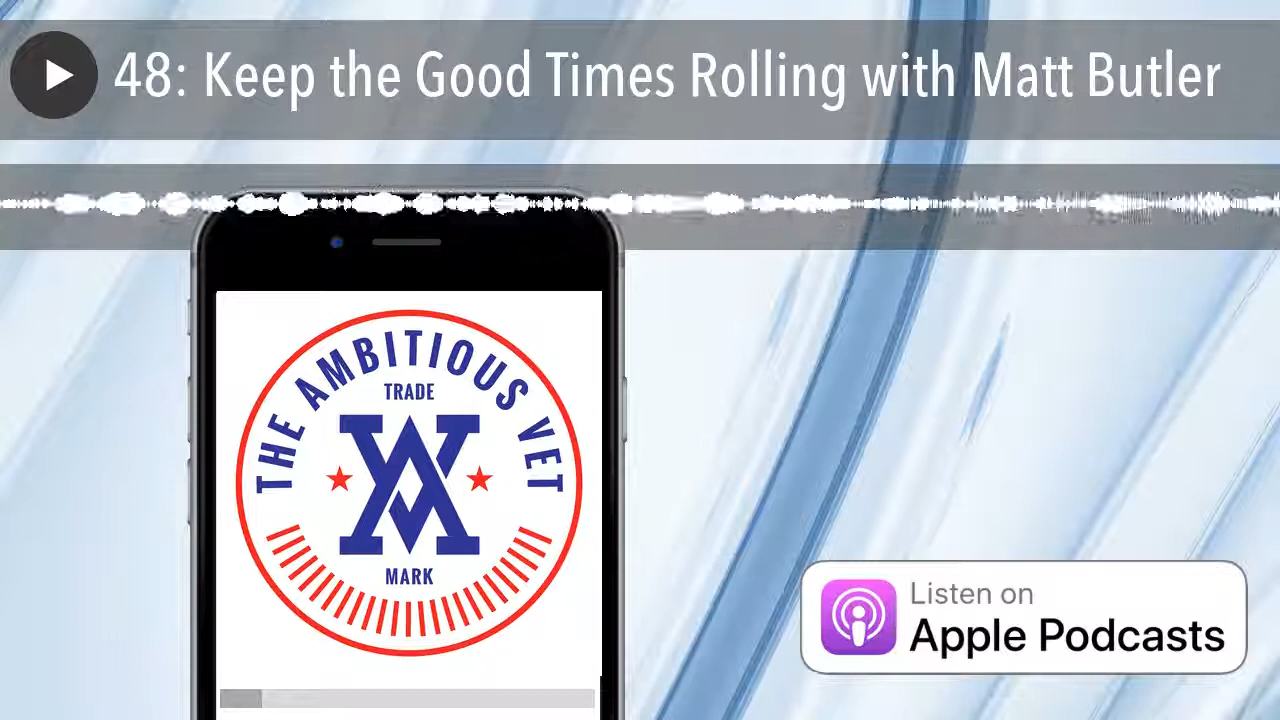 48: Keep the Good Times Rolling with Matt Butler
THE AMBITIOUS VET
TRADE
MARK
Listen on
Apple Podcasts